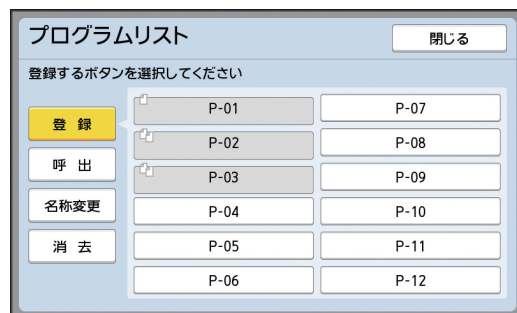 プログラムリスト
閉じる
登録するボタンを選択してください
登 録
呼 出
名称変更
消 去
P-01
P-02
P-03
P-04
P-05
P-06
P-07
P-08
P-09
P-10
P-11
P-12